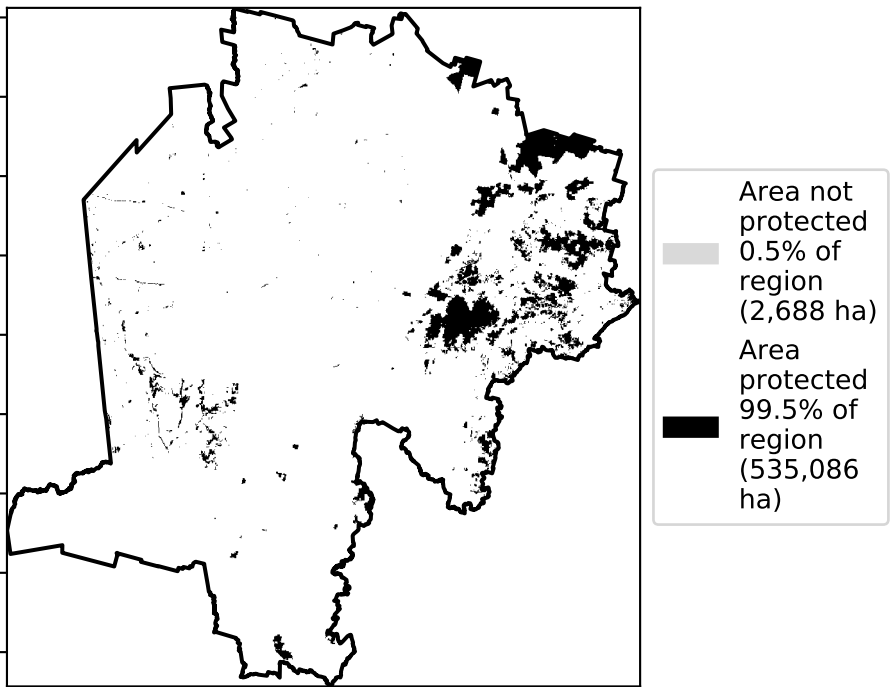 Area not
protected
0.5% of
region
(2,688 ha)
Area
protected
99.5% of
region
(535,086
ha)